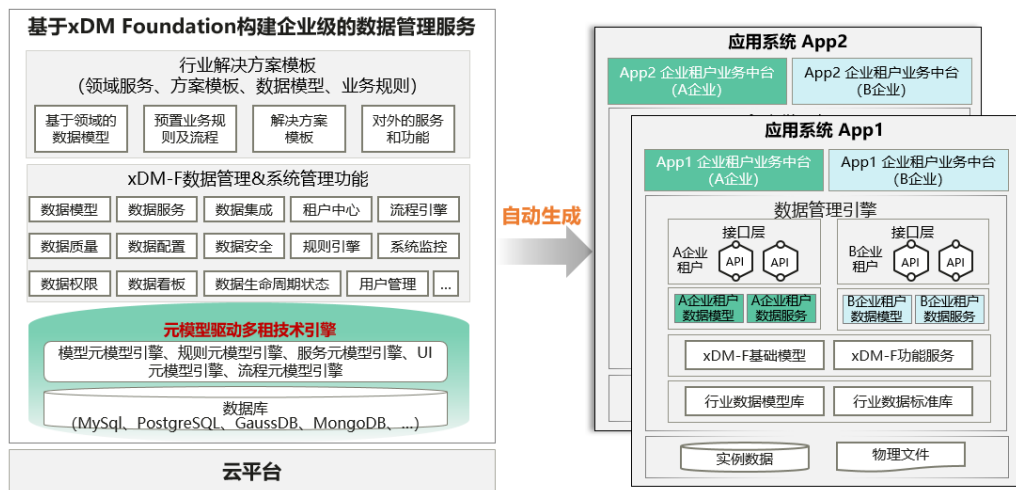 基于xDM Foundation构建企业级的数据管理服务
行业解决方案模板
(领域服务、方案模板、数据模型、业务规则)
基于领域的
数据模型
预置业务规
则及流程
解决方案
模板
对外的服务
和功能
xDM-F数据管理&系统管理功能
数据模型
数据服务
数据集成
租户中心
流程引擎
数据质量
数据配置
数据安全
规则引擎
系统监控
数据权限
数据看板
数据生命周期状态
用户管理
...
元模型驱动多租技术引擎
模型元模型引擎、规则元模型引擎、服务元模型引擎、UI
元模型引擎、流程元模型引擎
数据库
(MySql、PostgreSQL、GaussDB、MongoDB、...)
云平台
自动生成
应用系统 App2
App2 企业租户业务中台
(A企业)
App2 企业租户业务中台
(B企业)
应用系统 App1
App1 企业租户业务中台
(A企业)
App1 企业租户业务中台
(B企业)
数据管理引擎
接口层
A企业
租户
API
API
接口层
B企业
租户
API
API
A企业租户
数据模型
A企业租户
数据服务
B企业租户
数据模型
B企业租户
数据服务
xDM-F基础模型
xDM-F功能服务
行业数据模型库
行业数据标准库
实例数据
物理文件